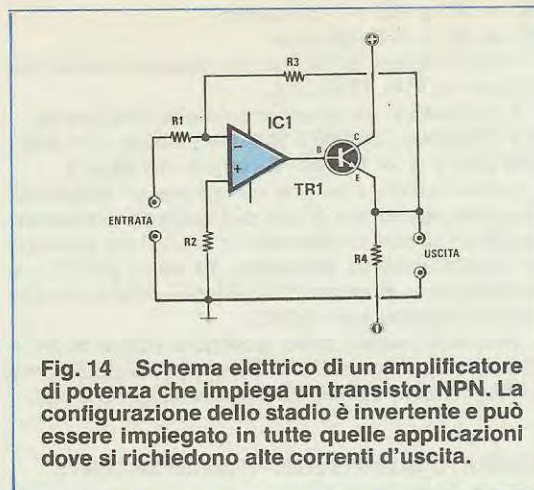 R3
R1
IC1
B
C
E
TR1
ENTRATA
R2
R4
USCITA
Fig. 14 Schema elettrico di un amplificatore
di potenza che impiega un transistor NPN. La
configurazione dello stadio è invertente e può
essere impiegato in tutte quelle applicazioni
dove si richiedono alte correnti d'uscita.